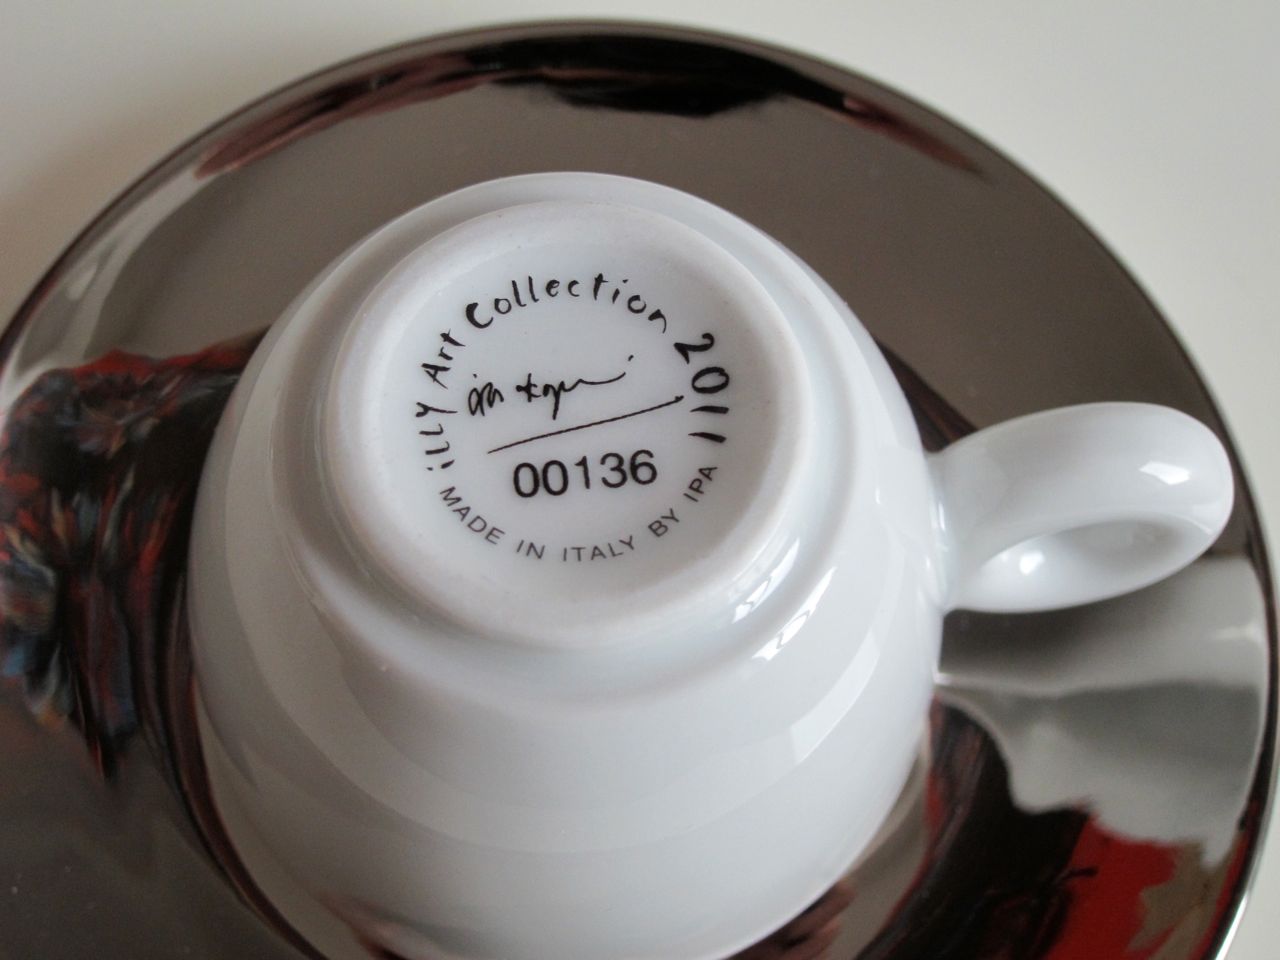 illy Art Collection 2011
00136
MADE IN ITALY BY IPA